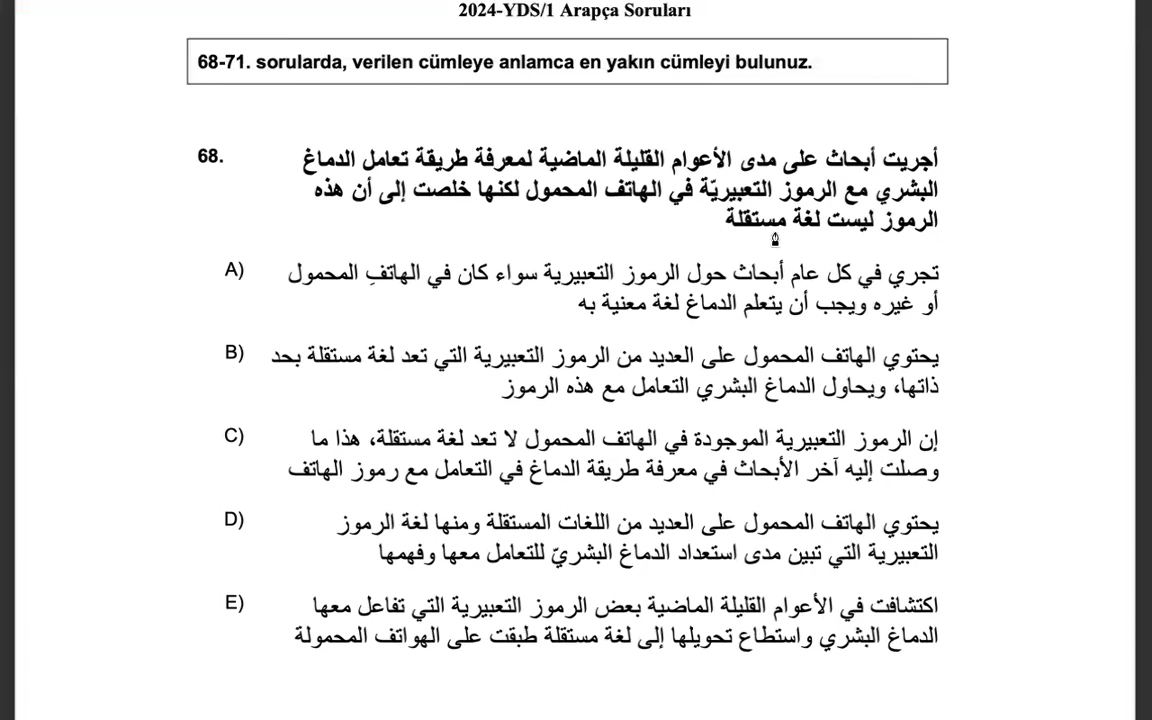 2024-YDS/1 Arapça Soruları
68-71. sorularda, verilen cümleye anlamca en yakın cümleyi bulunuz.
68. أجريت أبحاث على مدى الأعوام القليلة الماضية لمعرفة طريقة تعامل الدماغ
البشري مع الرموز التعبيريّة في الهاتف المحمول لكنها خلصت إلى أن هذه
الرموز ليست لغة مستقلة
A) تجري في كل عام أبحاث حول الرموز التعبيرية سواء كان في الهاتفِ المحمول
أو غيره ويجب أن يتعلم الدماغ لغة معنية به
B) يحتوي الهاتف المحمول على العديد من الرموز التعبيرية التي تعد لغة مستقلة بحد
ذاتها، ويحاول الدماغ البشري التعامل مع هذه الرموز
C) إن الرموز التعبيرية الموجودة في الهاتف المحمول لا تعد لغة مستقلة، هذا ما
وصلت إليه آخر الأبحاث في معرفة طريقة الدماغ في التعامل مع رموز الهاتف
D) يحتوي الهاتف المحمول على العديد من اللغات المستقلة ومنها لغة الرموز
التعبيرية التي تبين مدى استعداد الدماغ البشريّ للتعامل معها وفهمها
E) اكتشافت في الأعوام القليلة الماضية بعض الرموز التعبيرية التي تفاعل معها
الدماغ البشري واستطاع تحويلها إلى لغة مستقلة طبقت على الهواتف المحمولة